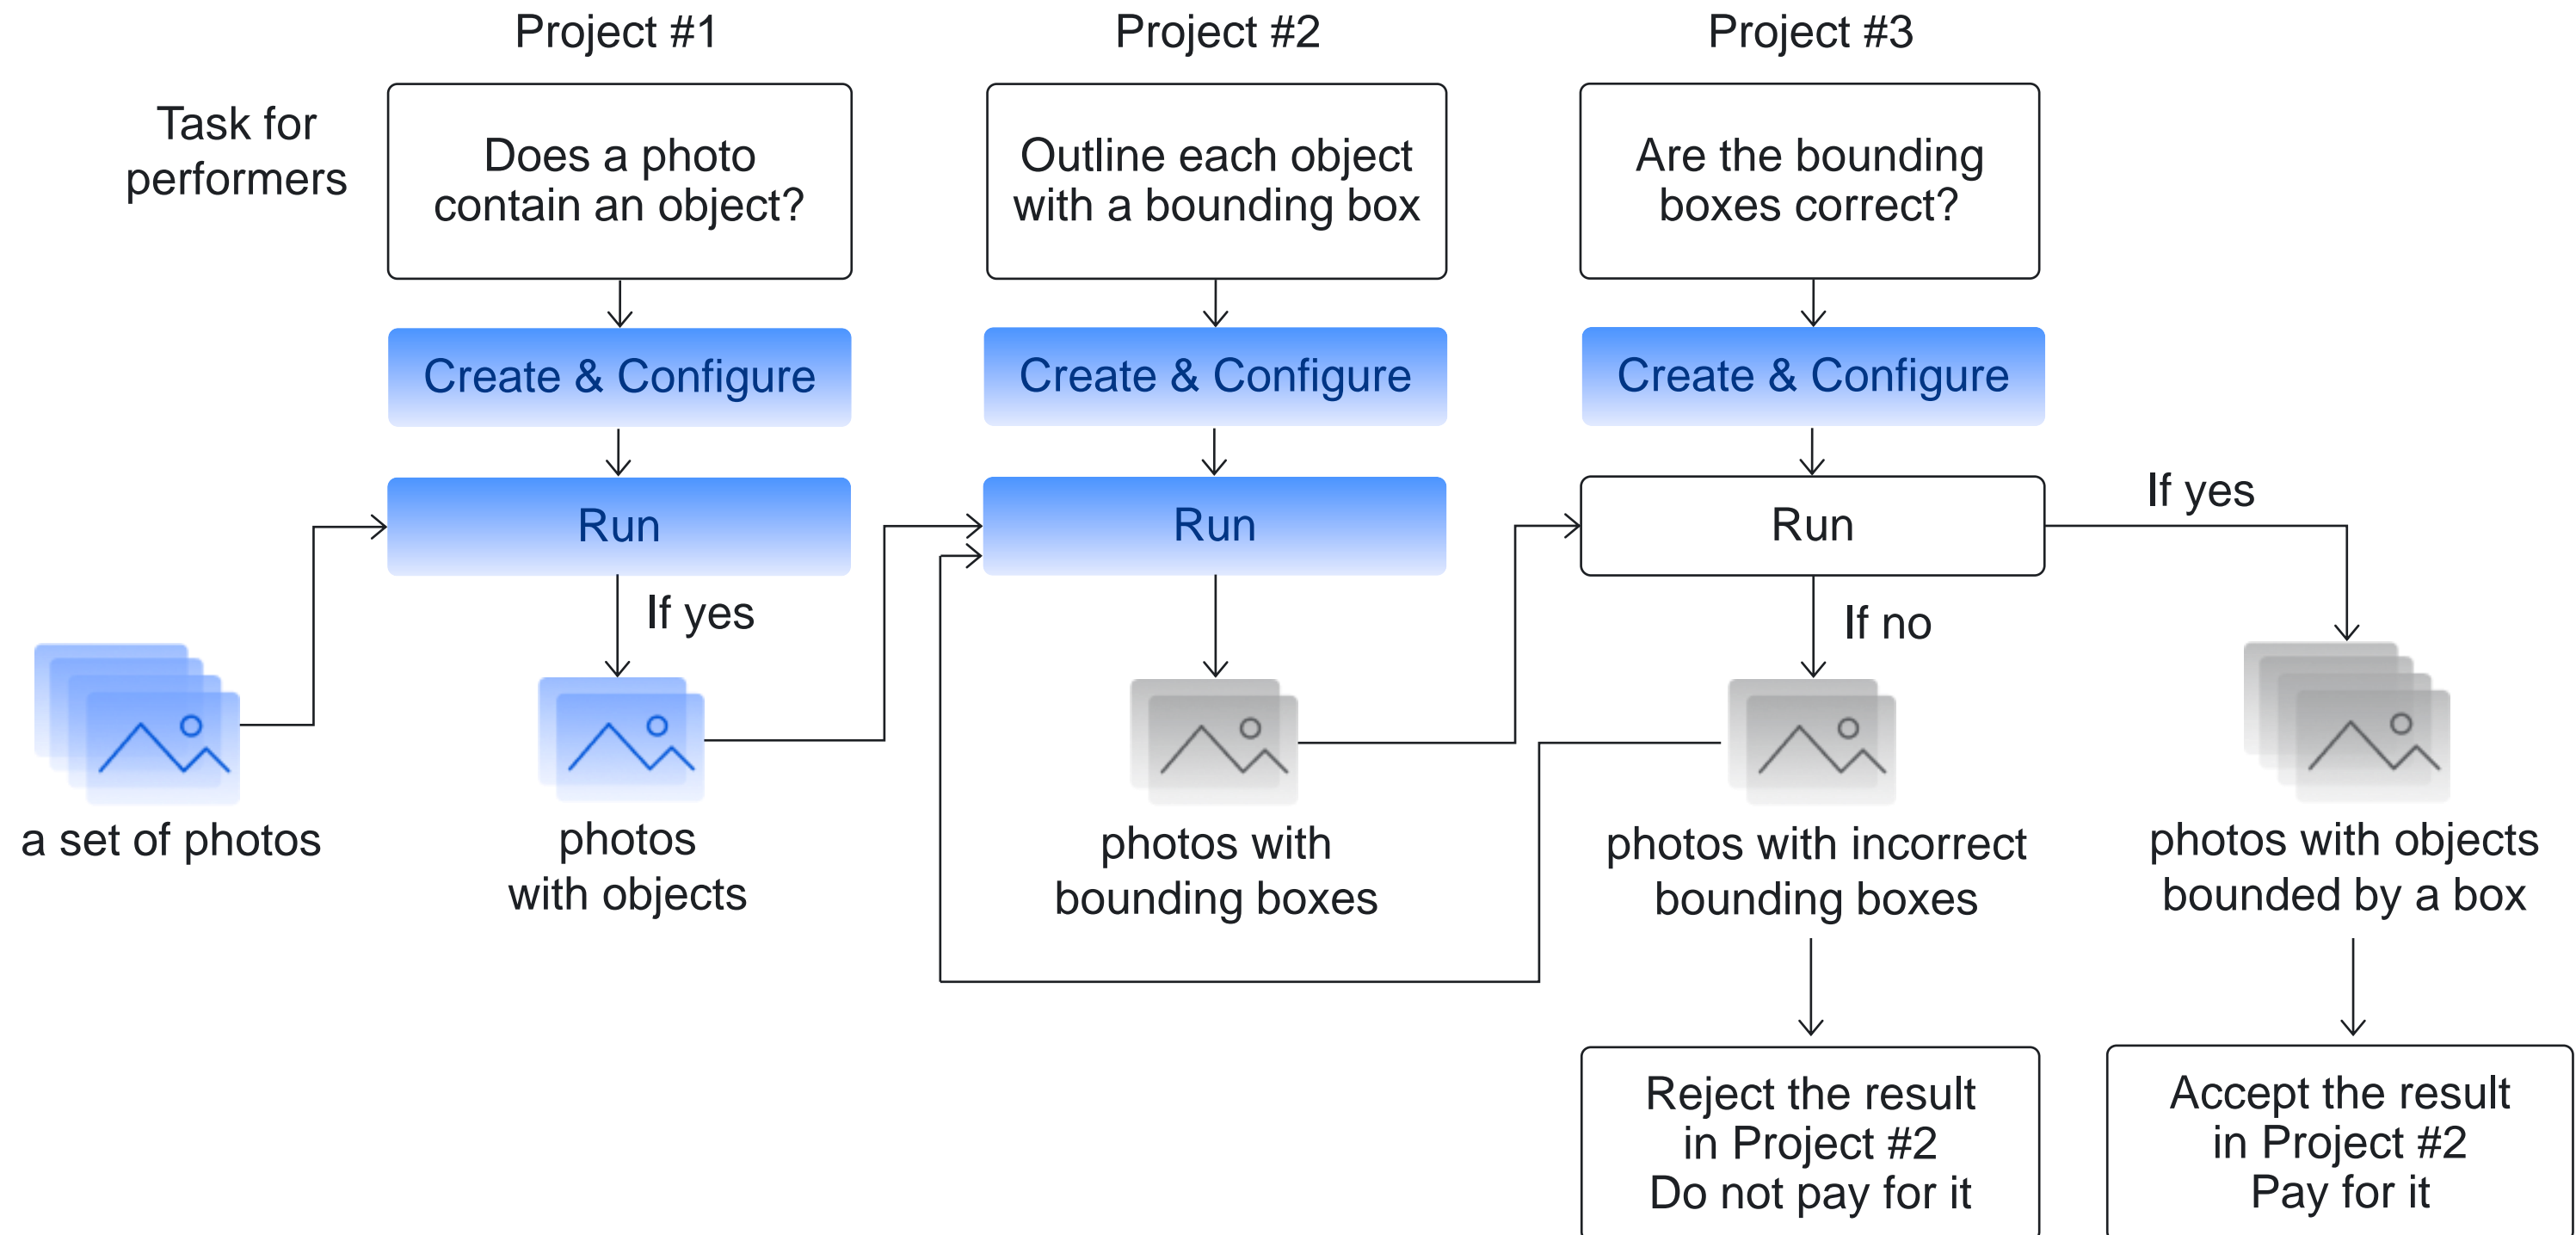 Project #1
Project #2
Project #3
Task for
performers
Does a photo
contain an object?
Outline each object
with a bounding box
Are the bounding
boxes correct?
Create & Configure
Create & Configure
Create & Configure
Run
Run
Run
If yes
If yes
If no
a set of photos
photos
with objects
photos with
bounding boxes
photos with incorrect
bounding boxes
photos with objects
bounded by a box
Reject the result
in Project #2
Do not pay for it
Accept the result
in Project #2
Pay for it